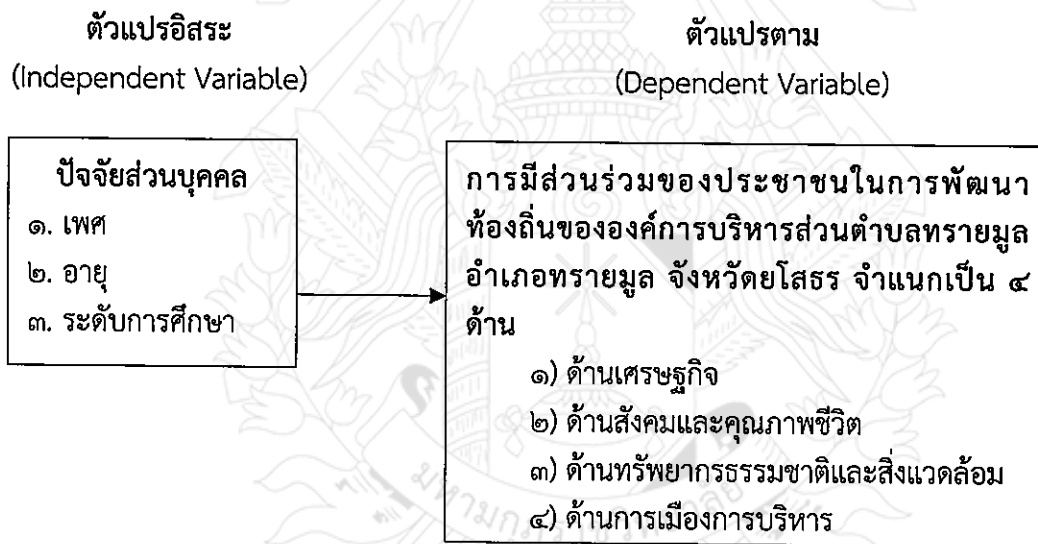 ตัวแปรอิสระ
(Independent Variable)
ปัจจัยส่วนบุคคล
๑. เพศ
๒. อายุ
๓. ระดับการศึกษา
ตัวแปรตาม
(Dependent Variable)
การมีส่วนร่วมของประชาชนในการพัฒนา
ท้องถิ่นขององค์การบริหารส่วนตำบลทรายมูล
อำเภอทรายมูล จังหวัดยโสธร จำแนกเป็น ๔
ด้าน
๑) ด้านเศรษฐกิจ
๒) ด้านสังคมและคุณภาพชีวิต
๓) ด้านทรัพยากรธรรมชาติและสิ่งแวดล้อม
๔) ด้านการเมืองการบริหาร